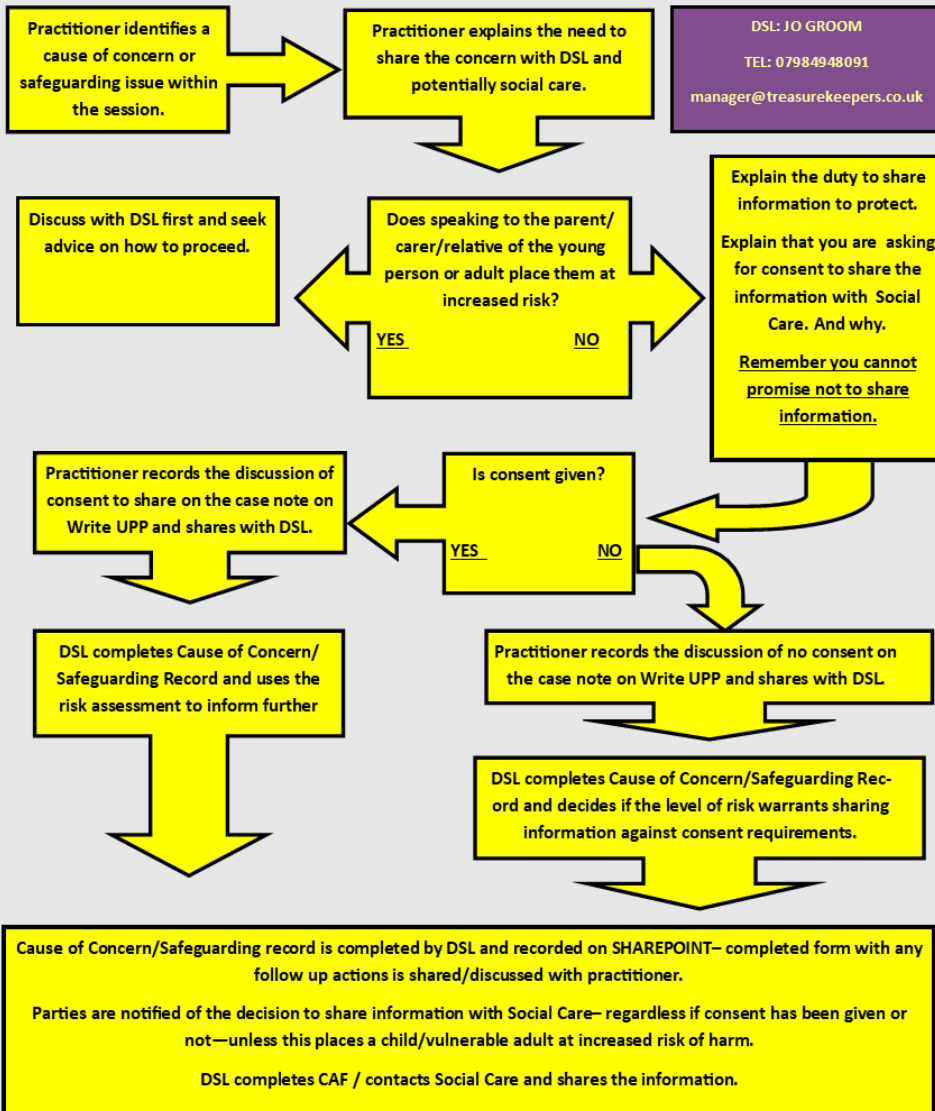 Practitioner identifies a
cause of concern or
safeguarding issue within
the session.
Practitioner explains the need to
share the concern with DSL and
potentially social care.
DSL: JO GROOM
TEL: 07984948091
manager@treasurekeepers.co.uk
Discuss with DSL first and seek
advice on how to proceed.
Does speaking to the parent/
carer/relative of the young
person or adult place them at
increased risk?
YES NO
Explain the duty to share
information to protect.
Explain that you are asking
for consent to share the
information with Social
Care. And why.
Remember you cannot
promise not to share
information.
Practitioner records the discussion of
consent to share on the case note on
Write UPP and shares with DSL.
Is consent given?
YES NO
DSL completes Cause of Concern/
Safeguarding Record and uses the
risk assessment to inform further
Practitioner records the discussion of no consent on
the case note on Write UPP and shares with DSL.
DSL completes Cause of Concern/Safeguarding Rec-
ord and decides if the level of risk warrants sharing
information against consent requirements.
Cause of Concern/Safeguarding record is completed by DSL and recorded on SHAREPOINT– completed form with any
follow up actions is shared/discussed with practitioner.
Parties are notified of the decision to share information with Social Care– regardless if consent has been given or
not—unless this places a child/vulnerable adult at increased risk of harm.
DSL completes CAF / contacts Social Care and shares the information.